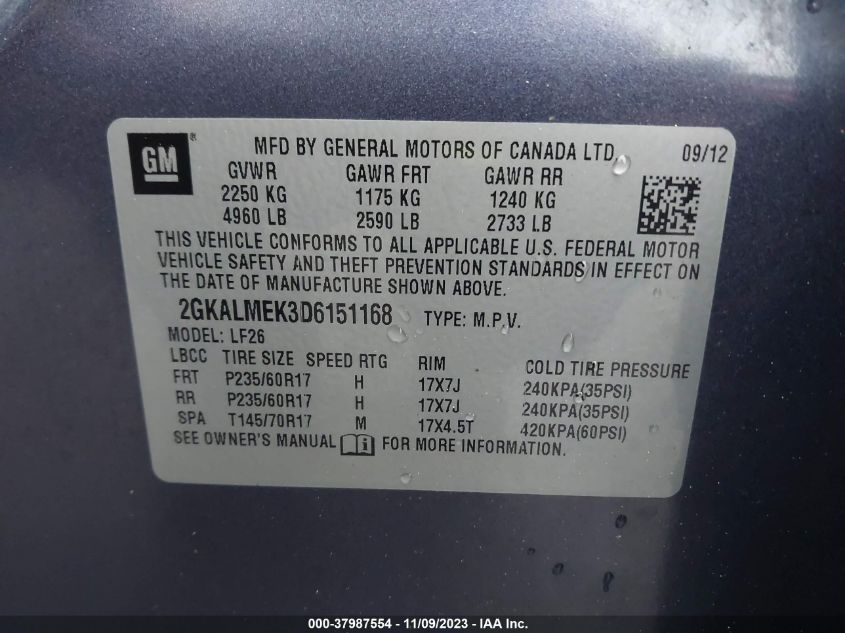 GM ®
MFD BY GENERAL MOTORS OF CANADA LTD 09/12
GVWR GAWR FRT GAWR RR
2250 KG 1175 KG 1240 KG
4960 LB 2590 LB 2733 LB
THIS VEHICLE CONFORMS TO ALL APPLICABLE U.S. FEDERAL MOTOR
VEHICLE SAFETY AND THEFT PREVENTION STANDARDS IN EFFECT ON
THE DATE OF MANUFACTURE SHOWN ABOVE.
2GKALMEK3D6151168 TYPE: M.P.V.
MODEL: LF26
LBCC TIRE SIZE SPEED RTG RIM COLD TIRE PRESSURE
FRT P235/60R17 H 17X7J 240KPA(35PSI)
RR P235/60R17 H 17X7J 240KPA(35PSI)
SPA T145/70R17 M 17X4.5T 420KPA(60PSI)
SEE OWNER'S MANUAL FOR MORE INFORMATION.
000-37987554 - 11/09/2023 - www.iaai.com